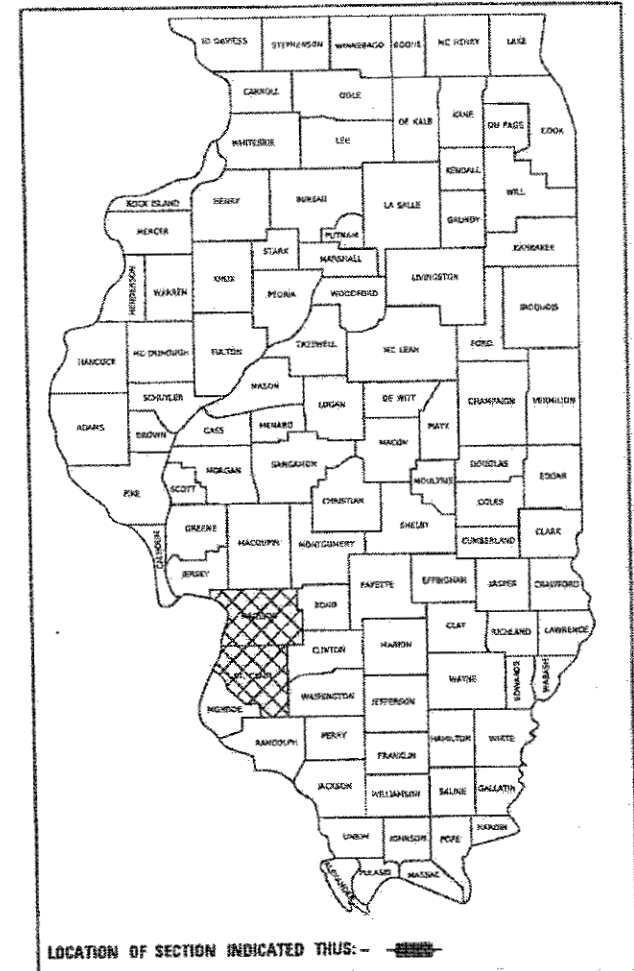 JO DAVIESS STEPHENSON WINNEBAGO BOONE MC HENRY LAKE
CARROLL OGLE DE KALB KANE DU PAGE COOK
WHITESIDE LEE
KENDALL WILL
ROCK ISLAND HENRY BUREAU LA SALLE GRUNDY
MERCER PUTNAM
STARK MARSHALL KANKAKEE
HENDERSON WARREN KNOX PEORIA WOODFORD LIVINGSTON IROQUOIS
HANCOCK MC DONOUGH FULTON TAZEWELL MC LEAN FORD
MASON
SCHUYLER LOGAN DE WITT CHAMPAIGN VERMILION
ADAMS BROWN CASS MENARD PIATT
MACON
MORGAN SANGAMON DOUGLAS
PIKE SCOTT CHRISTIAN MOULTRIE COLES EDGAR
GREENE SHELBY
CALHOUN MACOUPIN MONTGOMERY CUMBERLAND CLARK
JERSEY FAYETTE EFFINGHAM JASPER CRAWFORD
MADISON BOND
CLAY RICHLAND LAWRENCE
CLINTON MARION
ST. CLAIR WAYNE EDWARDS WABASH
MONROE WASHINGTON JEFFERSON
RANDOLPH PERRY HAMILTON WHITE
FRANKLIN
JACKSON WILLIAMSON SALINE GALLATIN
UNION JOHNSON POPE HARDIN
ALEXANDER PULASKI MASSAC
LOCATION OF SECTION INDICATED THUS:-